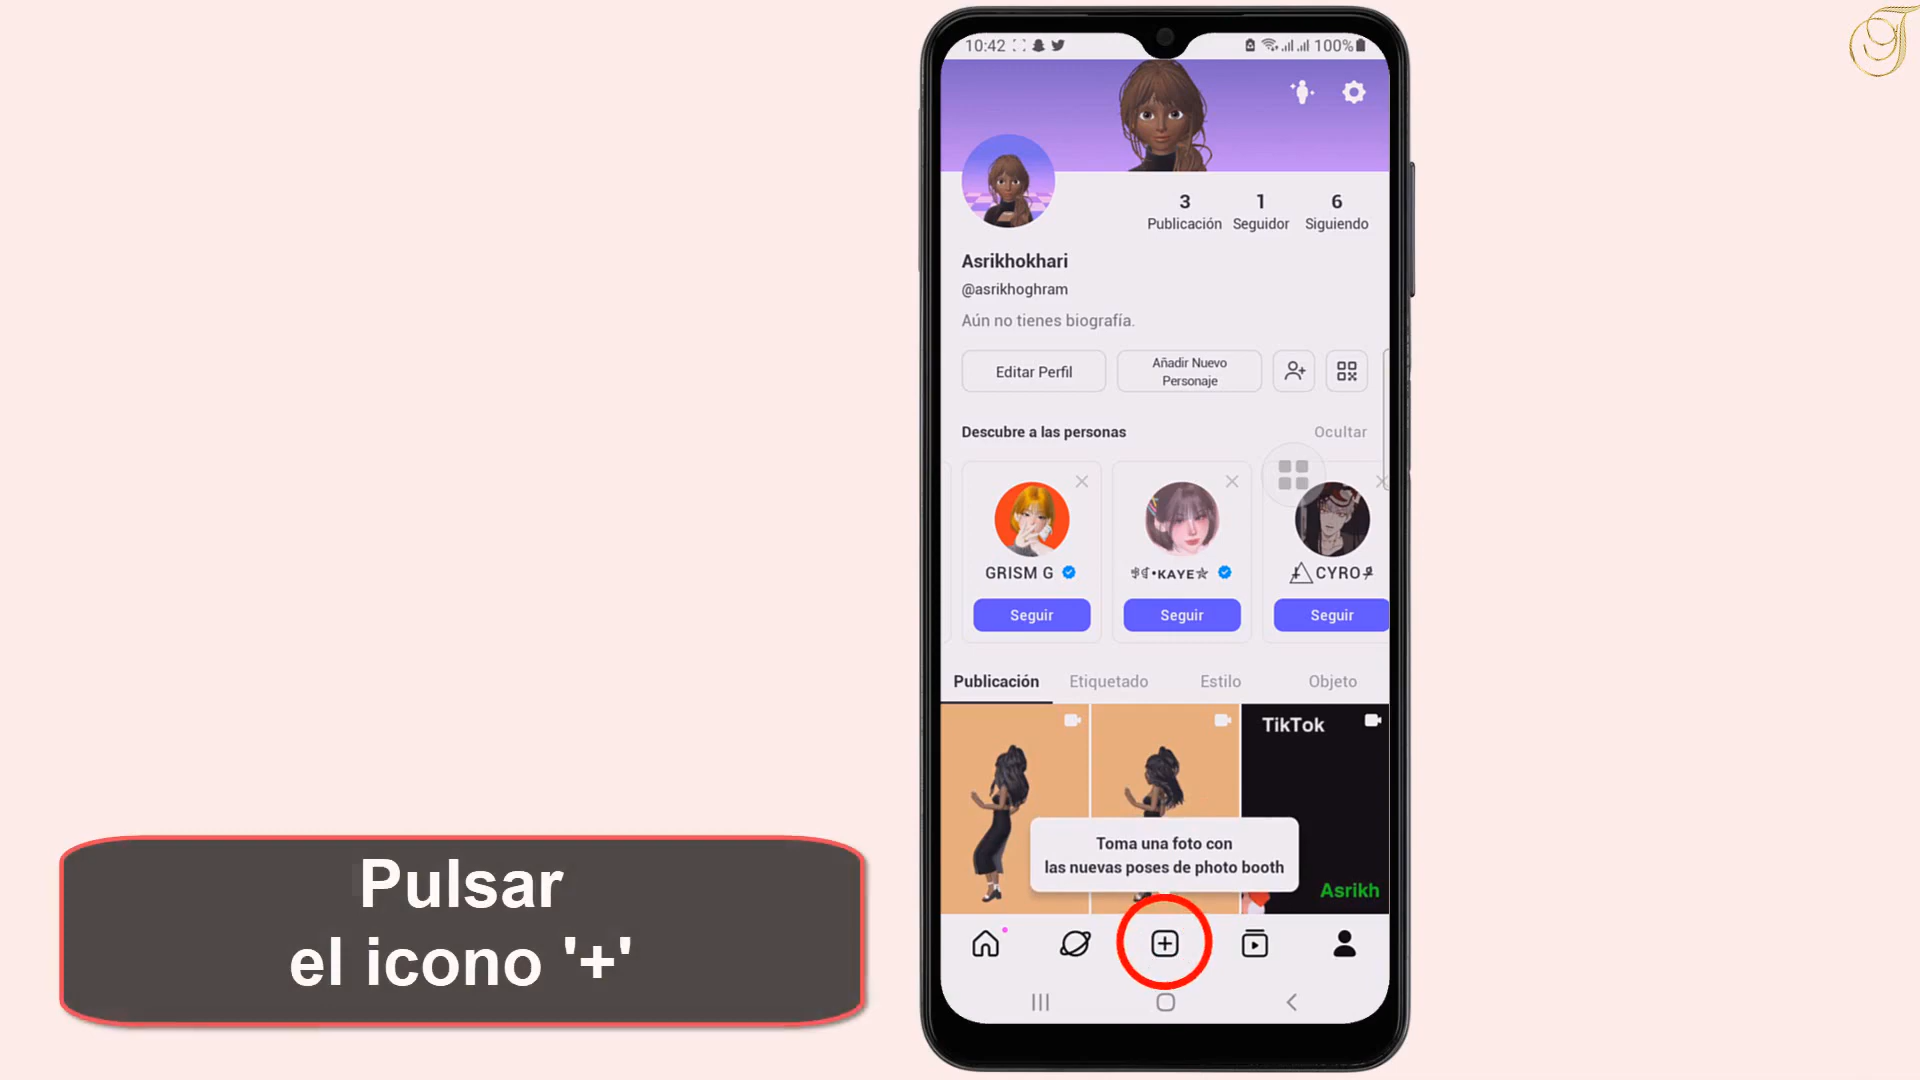 10:42
100%
3
1
6
Publicación
Seguidor
Siguiendo
Asrikhokhari
@asrikhoghram
Aún no tienes biografía.
Editar Perfil
Añadir Nuevo
Personaje
Descubre a las personas
Ocultar
GRISM G
•KAYE✮
CYRO
Seguir
Seguir
Seguir
Publicación
Etiquetado
Estilo
Objeto
TikTok
Toma una foto con
las nuevas poses de photo booth
Asrikh
Pulsar
el icono '+'